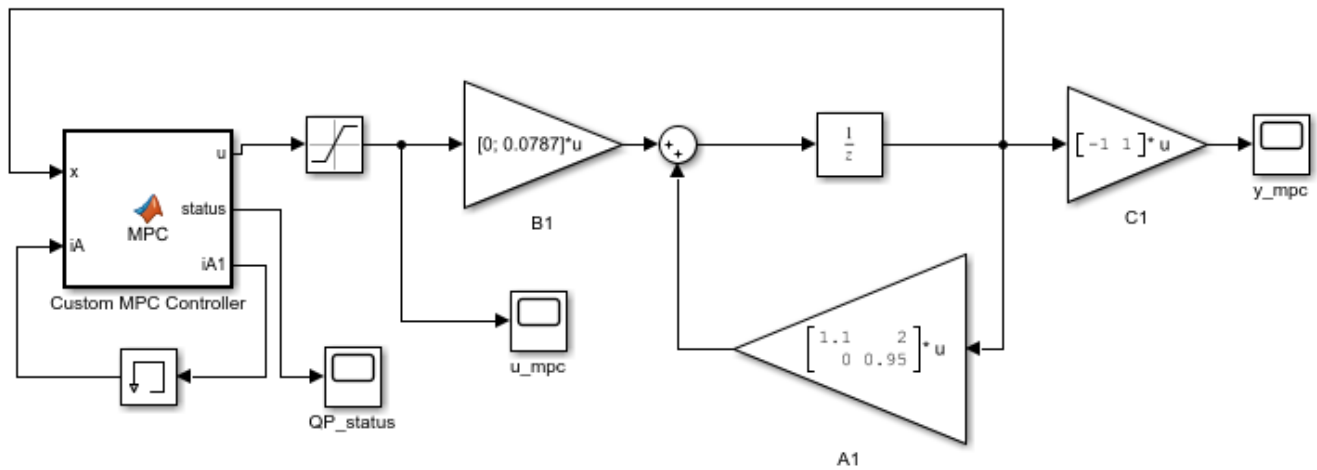 x
iA
u
status
iA1
MPC
Custom MPC Controller
QP_status
u_mpc
[0; 0.0787]*u
B1
++
1
z
[-1 1]* u
C1
y_mpc
1.1 2
0 0.95
* u
A1